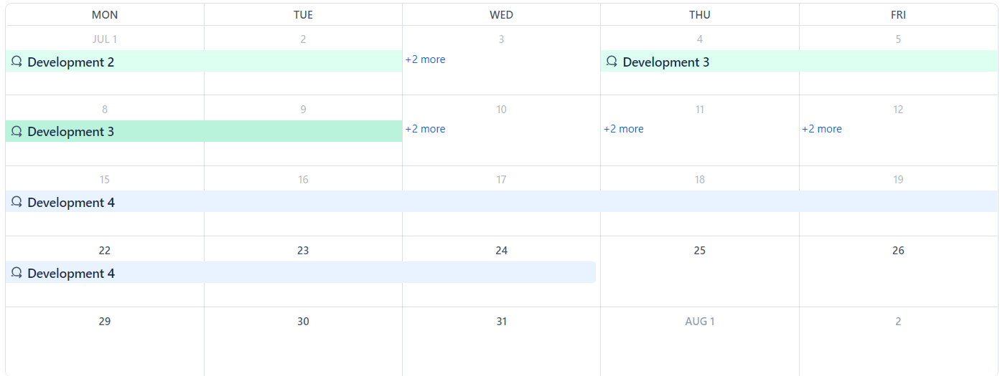 MON TUE WED THU FRI
JUL 1 2 3 4 5
Development 2 +2 more Development 3
8 9 10 11 12
Development 3 +2 more +2 more +2 more
15 16 17 18 19
Development 4
22 23 24 25 26
Development 4
29 30 31 AUG 1 2